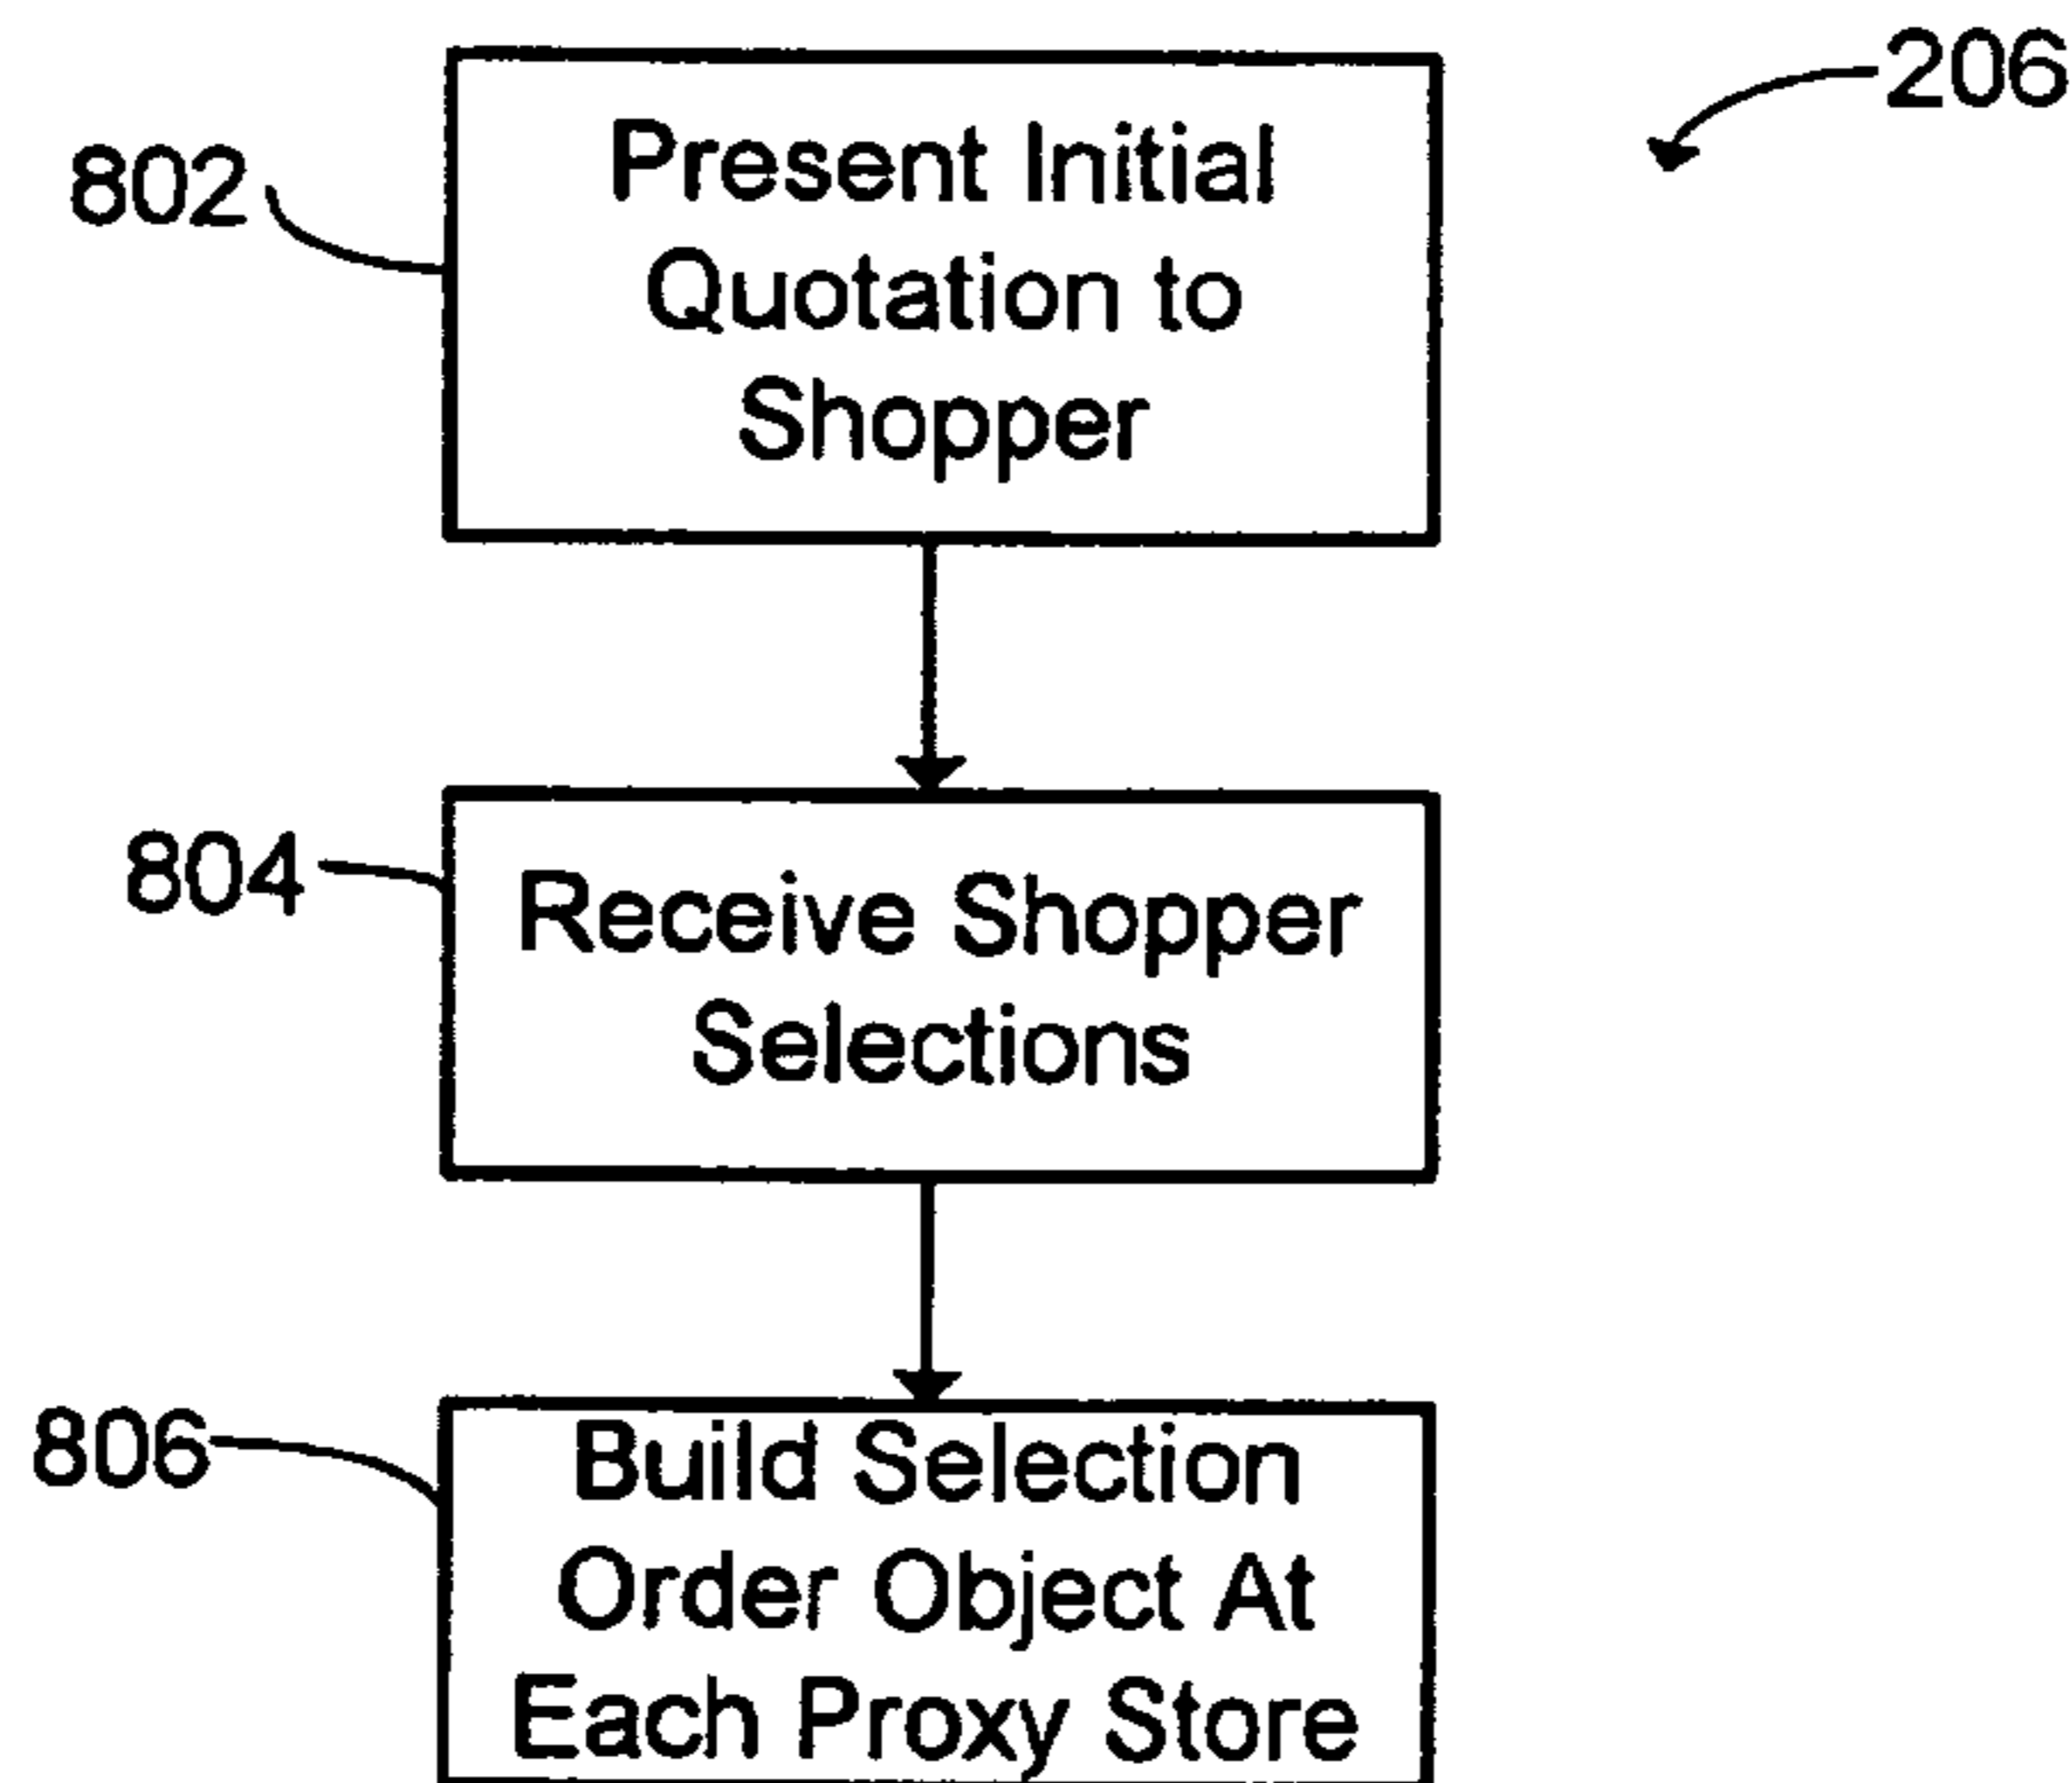 206
802
Present Initial
Quotation to
Shopper
804
Receive Shopper
Selections
806
Build Selection
Order Object At
Each Proxy Store